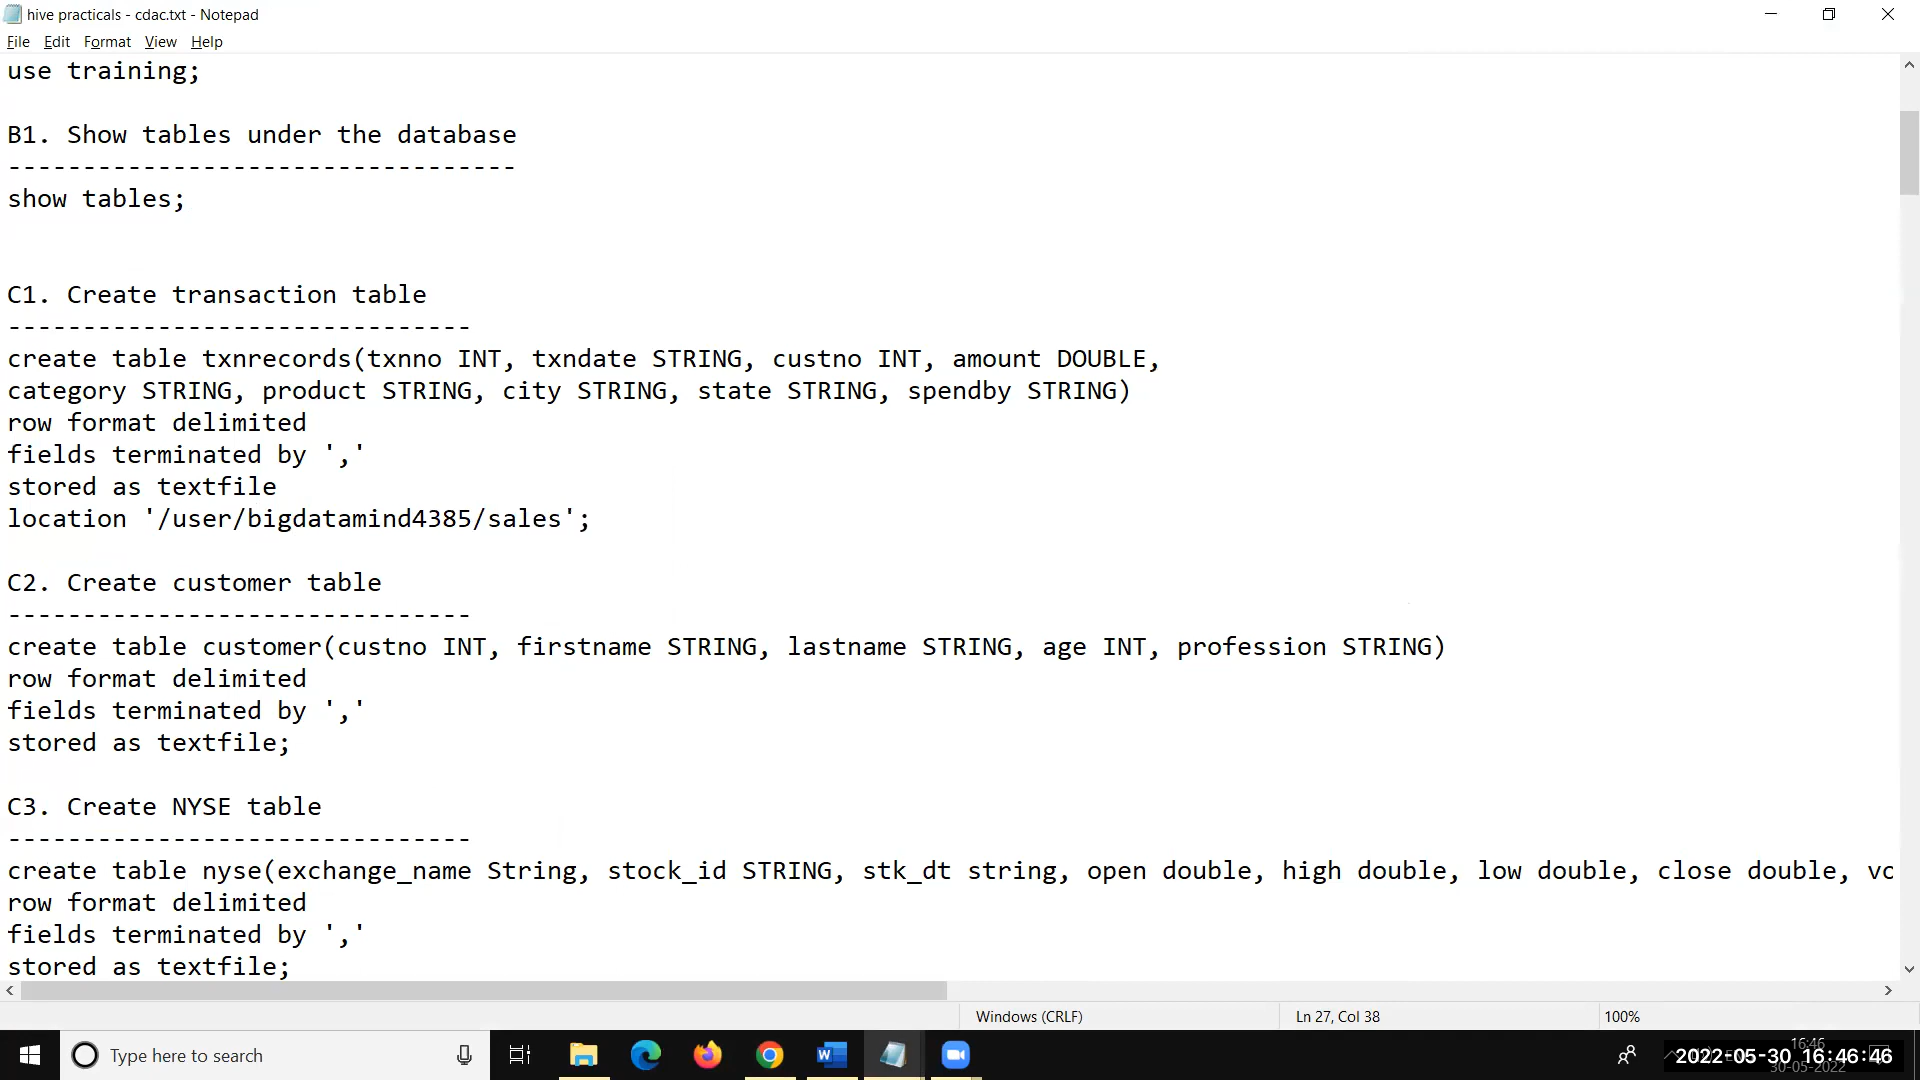 hive practicals - cdac.txt - Notepad
File Edit Format View Help
use training;
B1. Show tables under the database
----------------------------------
show tables;
C1. Create transaction table
-------------------------------
create table txnrecords(txnno INT, txndate STRING, custno INT, amount DOUBLE,
category STRING, product STRING, city STRING, state STRING, spendby STRING)
row format delimited
fields terminated by ','
stored as textfile
location '/user/bigdatamind4385/sales';
C2. Create customer table
-------------------------------
create table customer(custno INT, firstname STRING, lastname STRING, age INT, profession STRING)
row format delimited
fields terminated by ','
stored as textfile;
C3. Create NYSE table
-------------------------------
create table nyse(exchange_name String, stock_id STRING, stk_dt string, open double, high double, low double, close double,
row format delimited
fields terminated by ','
stored as textfile;
Windows (CRLF) Ln 27, Col 38 100%
Type here to search
16:46
2022-05-30 16:46:46
30-05-2022